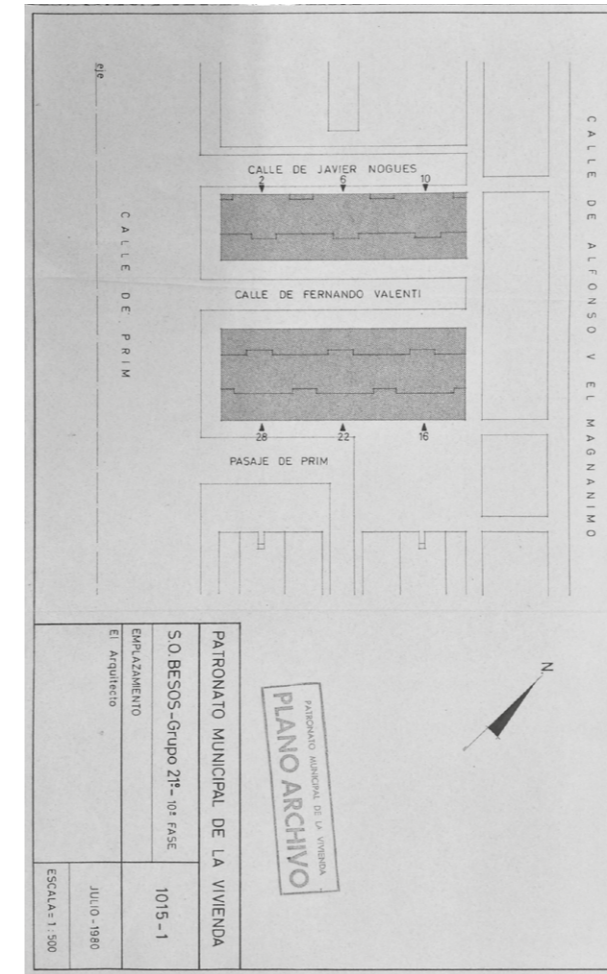 eje
CALLE DE PRIM
CALLE DE JAVIER NOGUES
2 6 10
CALLE DE FERNANDO VALENTI
28 22 16
PASAJE DE PRIM
CALLE DE ALFONSO V EL MAGNANIMO
N
PATRONATO MUNICIPAL DE LA VIVIENDA
PLANO ARCHIVO
PATRONATO MUNICIPAL DE LA VIVIENDA
S.O. BESOS-Grupo 21º-10ª FASE
1015-1
EMPLAZAMIENTO
JULIO-1980
El Arquitecto
ESCALA = 1:500